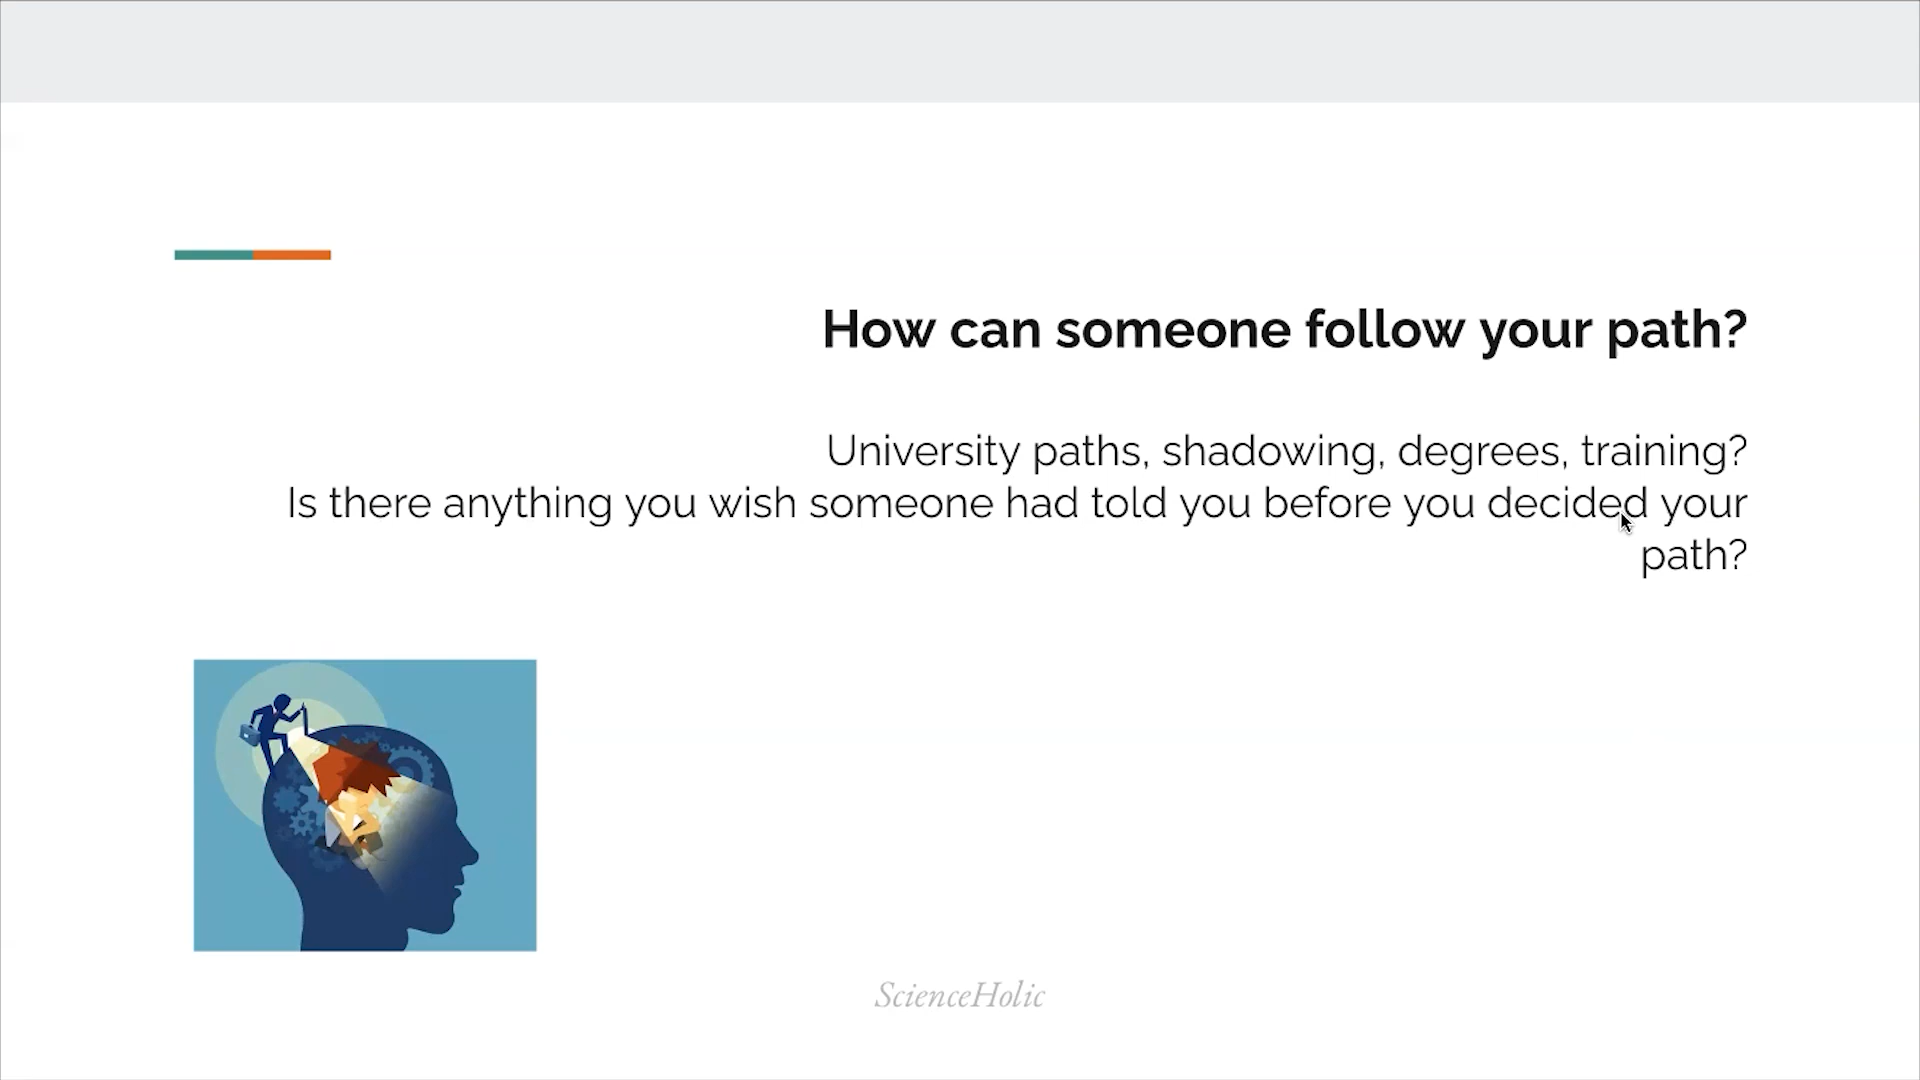 How can someone follow your path?
University paths, shadowing, degrees, training?
Is there anything you wish someone had told you before you decided your
path?
ScienceHolic